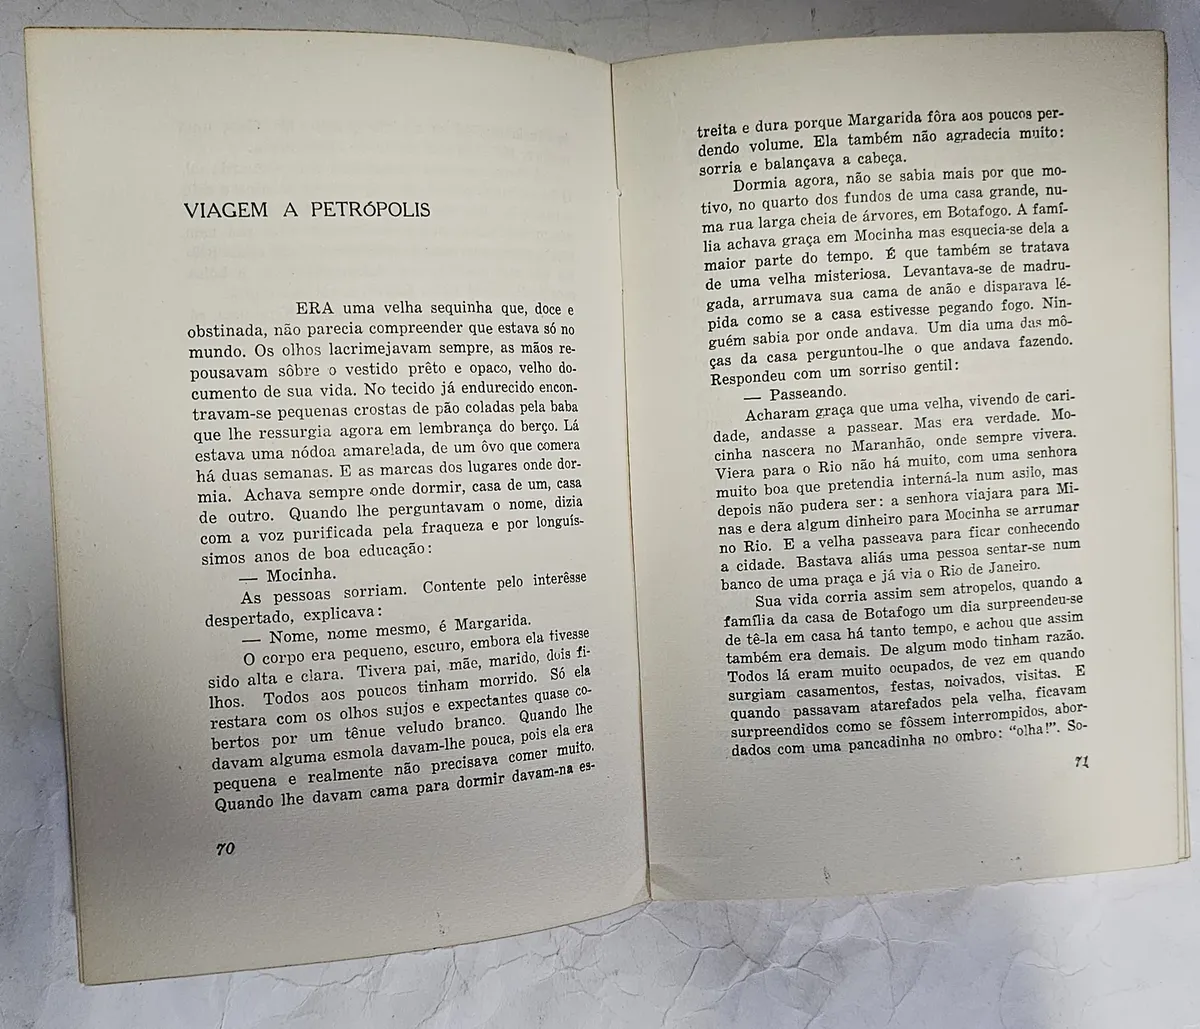 VIAGEM A PETRÓPOLIS
ERA uma velha sequinha que, doce e
obstinada, não parecia compreender que estava só no
mundo. Os olhos lacrimejavam sempre, as mãos re-
pousavam sôbre o vestido prêto e opaco, velho do-
cumento de sua vida. No tecido já endurecido encon-
travam-se pequenas crostas de pão coladas pela baba
que lhe ressurgia agora em lembrança do berço. Lá
estava uma nódoa amarelada, de um ôvo que comera
há duas semanas. E as marcas dos lugares onde dor-
mia. Achava sempre onde dormir, casa de um, casa
de outro. Quando lhe perguntavam o nome, dizia
com a voz purificada pela fraqueza e por longuís-
simos anos de boa educação:
— Mocinha.
As pessoas sorriam. Contente pelo interêsse
despertado, explicava:
— Nome, nome mesmo, é Margarida.
O corpo era pequeno, escuro, embora ela tivesse
sido alta e clara. Tivera pai, mãe, marido, dois fi-
lhos. Todos aos poucos tinham morrido. Só ela
restara com os olhos sujos e expectantes quase co-
bertos por um tênue veludo branco. Quando lhe
davam alguma esmola davam-lhe pouca, pois ela era
pequena e realmente não precisava comer muito.
Quando lhe davam cama para dormir davam-na es-
70
treita e dura porque Margarida fôra aos poucos per-
dendo volume. Ela também não agradecia muito:
sorria e balançava a cabeça.
Dormia agora, não se sabia mais por que mo-
tivo, no quarto dos fundos de uma casa grande, nu-
ma rua larga cheia de árvores, em Botafogo. A famí-
lia achava graça em Mocinha mas esquecia-se dela a
maior parte do tempo. É que também se tratava
de uma velha misteriosa. Levantava-se de madru-
gada, arrumava sua cama de anão e disparava lé-
pida como se a casa estivesse pegando fogo. Nin-
guém sabia por onde andava. Um dia uma das mô-
ças da casa perguntou-lhe o que andava fazendo.
Respondeu com um sorriso gentil:
— Passeando.
Acharam graça que uma velha, vivendo de cari-
dade, andasse a passear. Mas era verdade. Mo-
cinha nascera no Maranhão, onde sempre vivera.
Viera para o Rio não há muito, com uma senhora
muito boa que pretendia interná-la num asilo, mas
depois não pudera ser: a senhora viajara para Mi-
nas e dera algum dinheiro para Mocinha se arrumar
no Rio. E a velha passeava para ficar conhecendo
a cidade. Bastava aliás uma pessoa sentar-se num
banco de uma praça e já via o Rio de Janeiro.
Sua vida corria assim sem atropelos, quando a
família da casa de Botafogo um dia surpreendeu-se
de tê-la em casa há tanto tempo, e achou que assim
também era demais. De algum modo tinham razão.
Todos lá eram muito ocupados, de vez em quando
surgiam casamentos, festas, noivados, visitas. E
quando passavam atarefados pela velha, ficavam
surpreendidos como se fôssem interrompidos, abor-
dados com uma pancadinha no ombro: “olha!”. So-
71